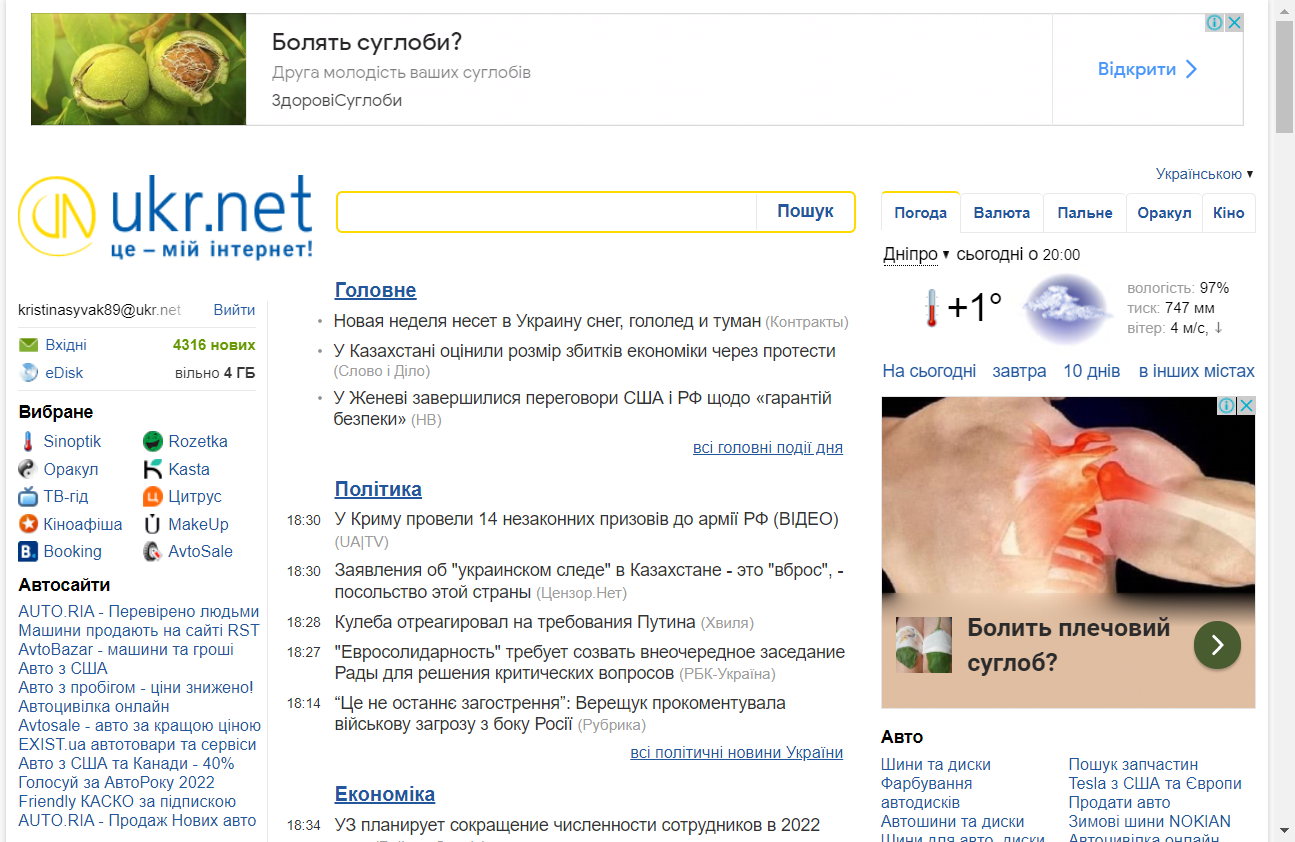 Болять суглоби?
Друга молодість ваших суглобів
ЗдоровіСуглоби
Відкрити
Українською
ukr.net
це – мій інтернет!
Пошук
Погода
Валюта
Пальне
Оракул
Кіно
Дніпро сьогодні о 20:00
+1°
вологість: 97%
тиск: 747 мм
вітер: 4 м/с, ↓
На сьогодні
завтра
10 днів
в інших містах
kristinasyvak89@ukr.net
Вийти
Вхідні
4316 нових
eDisk
вільно 4 ГБ
Вибране
Sinoptik
Rozetka
Оракул
Kasta
ТВ-гід
Цитрус
Кіноафіша
MakeUp
Booking
AvtoSale
Автосайти
AUTO.RIA - Перевірено людьми
Машини продають на сайті RST
AvtoBazar - машини та гроші
Авто з США
Авто з пробігом - ціни знижено!
Автоцивілка онлайн
Avtosale - авто за кращою ціною
EXIST.ua автотовари та сервіси
Авто з США та Канади - 40%
Голосуй за АвтоРоку 2022
Friendly КАСКО за підпискою
AUTO.RIA - Продаж Нових авто
Головне
Новая неделя несет в Украину снег, гололед и туман (Контракты)
У Казахстані оцінили розмір збитків економіки через протести
(Слово і Діло)
У Женеві завершилися переговори США і РФ щодо «гарантій
безпеки» (НВ)
всі головні події дня
Політика
18:30 У Криму провели 14 незаконних призовів до армії РФ (ВІДЕО)
(UA|TV)
18:30 Заявления об "украинском следе" в Казахстане - это "вброс", -
посольство этой страны (Цензор.Нет)
18:28 Кулеба отреагировал на требования Путина (Хвиля)
18:27 "Евросолидарность" требует созвать внеочередное заседание
Рады для решения критических вопросов (РБК-Україна)
18:14 “Це не останнє загострення”: Верещук прокоментувала
військову загрозу з боку Росії (Рубрика)
всі політичні новини України
Економіка
18:34 УЗ планирует сокращение численности сотрудников в 2022
Болить плечовий
суглоб?
Авто
Шини та диски
Фарбування
автодисків
Автошини та диски
Шини для авто, диски
Пошук запчастин
Tesla з США та Європи
Продати авто
Зимові шини NOKIAN
Автоцивілка онлайн